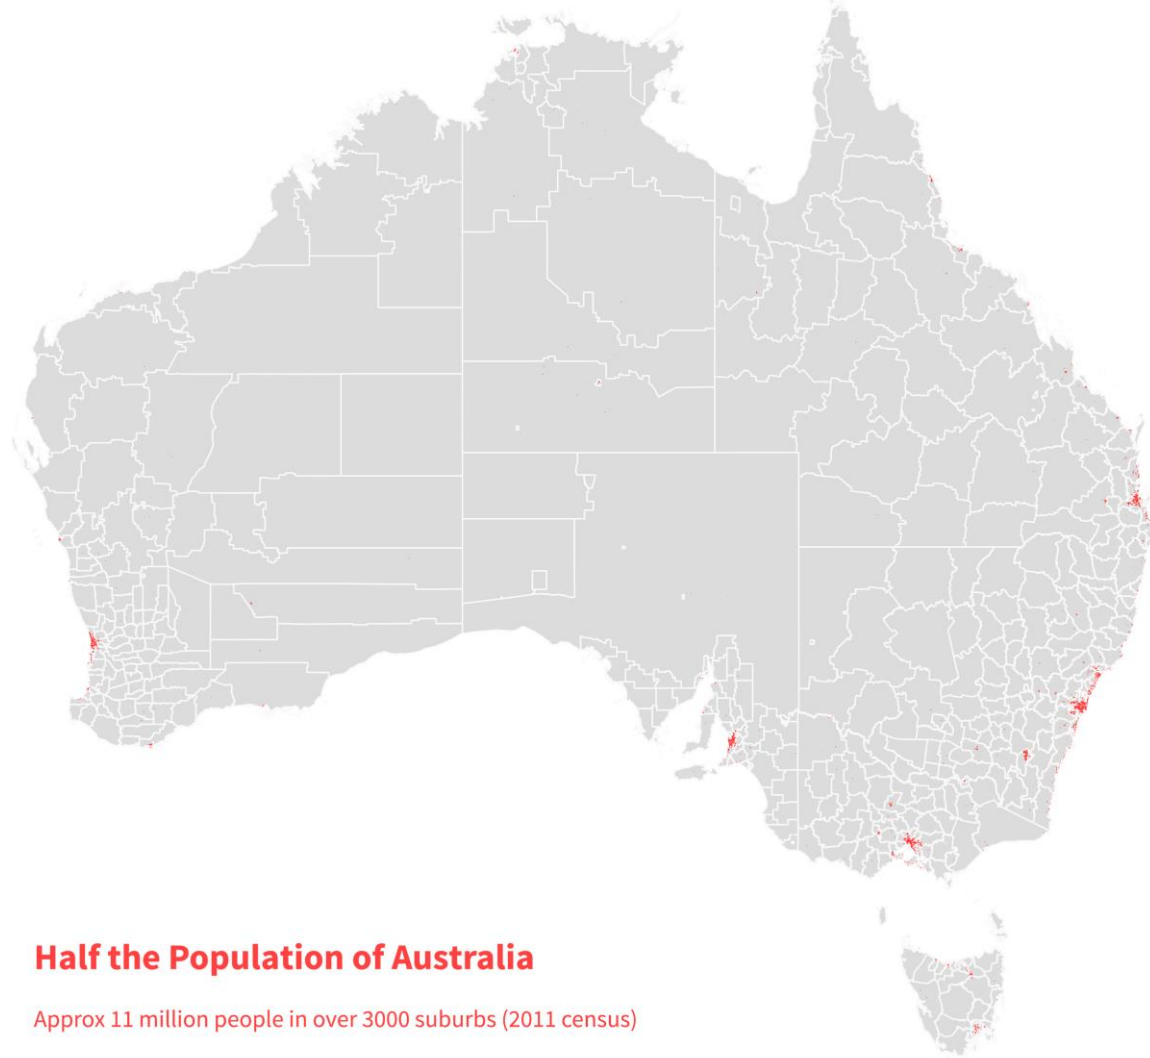 Half the Population of Australia
Approx 11 million people in over 3000 suburbs (2011 census)